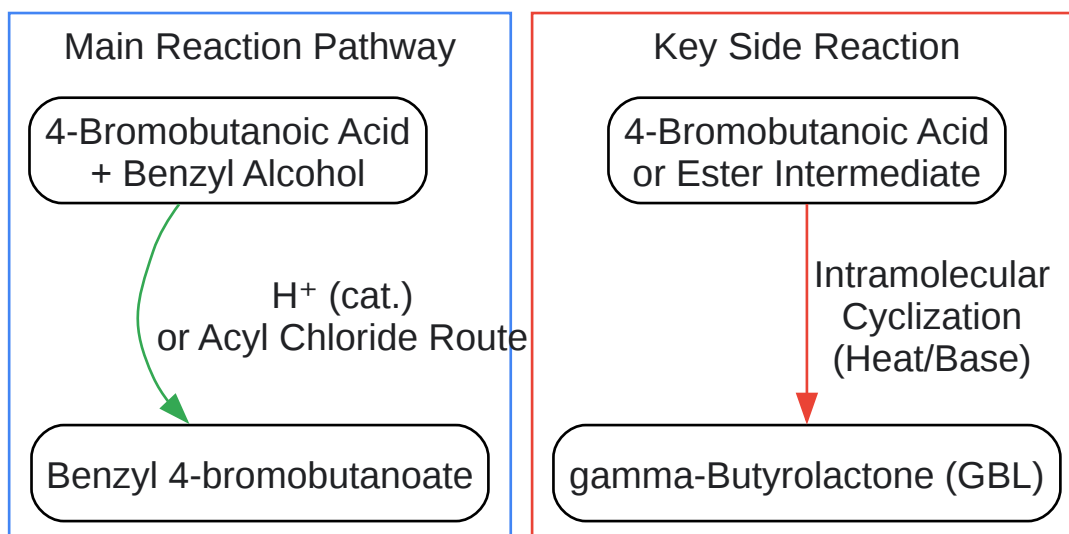 Main Reaction Pathway
4-Bromobutanoic Acid
+ Benzyl Alcohol
H⁺ (cat.)
or Acyl Chloride Route
Benzyl 4-bromobutanoate
Key Side Reaction
4-Bromobutanoic Acid
or Ester Intermediate
Intramolecular
Cyclization
(Heat/Base)
gamma-Butyrolactone (GBL)